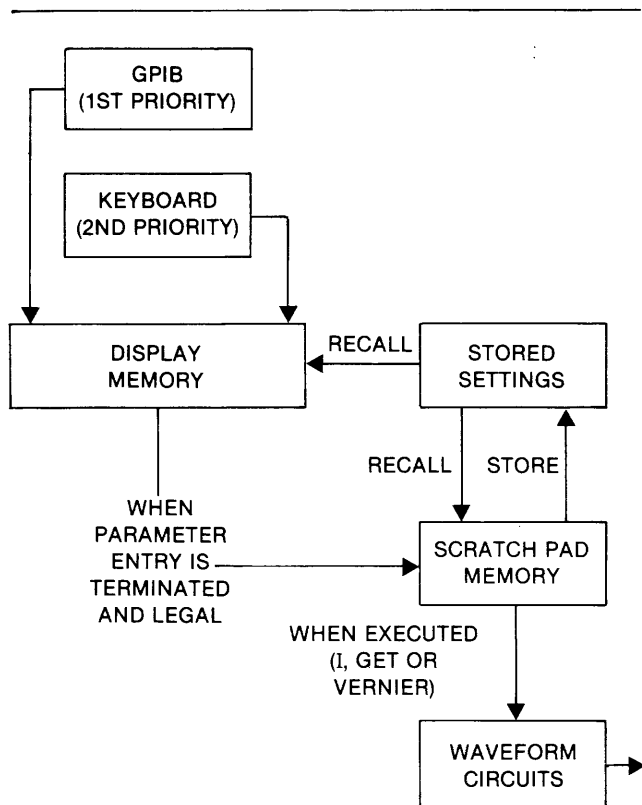 GPIB
(1ST PRIORITY)
KEYBOARD
(2ND PRIORITY)
DISPLAY
MEMORY
RECALL
STORED
SETTINGS
RECALL
STORE
WHEN
PARAMETER
ENTRY IS
TERMINATED
AND LEGAL
SCRATCH PAD
MEMORY
WHEN EXECUTED
(I, GET OR
VERNIER)
WAVEFORM
CIRCUITS